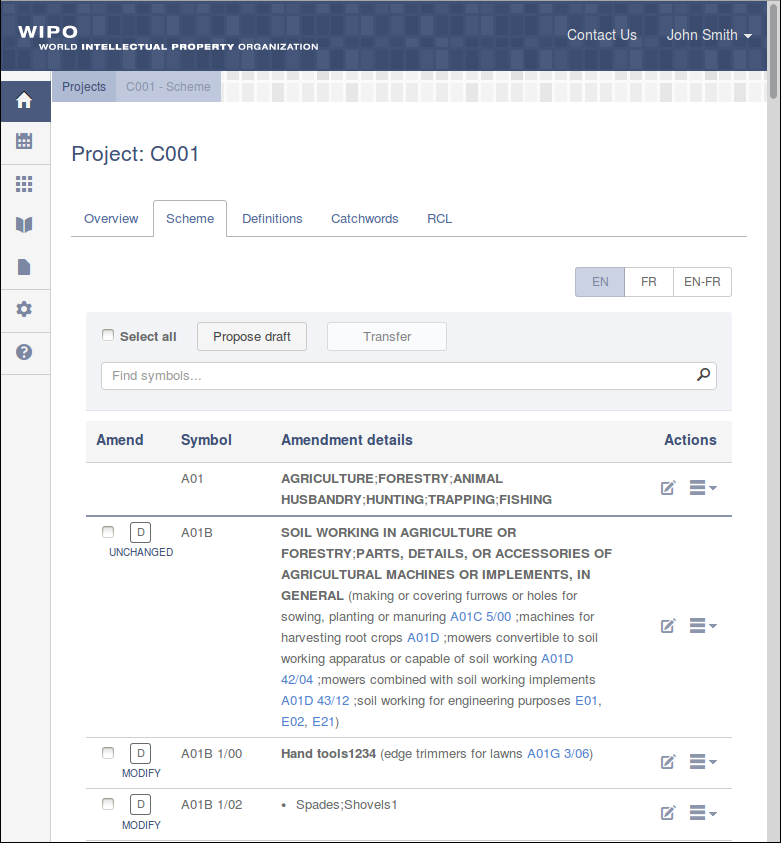 WIPO
WORLD INTELLECTUAL PROPERTY ORGANIZATION
Contact Us
John Smith
Projects
C001 - Scheme
Project: C001
Overview
Scheme
Definitions
Catchwords
RCL
EN
FR
EN-FR
Select all
Propose draft
Transfer
Find symbols...
Amend
Symbol
Amendment details
Actions
A01
AGRICULTURE;FORESTRY;ANIMAL
HUSBANDRY;HUNTING;TRAPPING;FISHING
D
UNCHANGED
A01B
SOIL WORKING IN AGRICULTURE OR
FORESTRY;PARTS, DETAILS, OR ACCESSORIES OF
AGRICULTURAL MACHINES OR IMPLEMENTS, IN
GENERAL (making or covering furrows or holes for
sowing, planting or manuring A01C 5/00 ;machines for
harvesting root crops A01D ;mowers convertible to soil
working apparatus or capable of soil working A01D
42/04 ;mowers combined with soil working implements
A01D 43/12 ;soil working for engineering purposes E01,
E02, E21)
D
MODIFY
A01B 1/00
Hand tools1234 (edge trimmers for lawns A01G 3/06)
D
MODIFY
A01B 1/02
• Spades;Shovels1